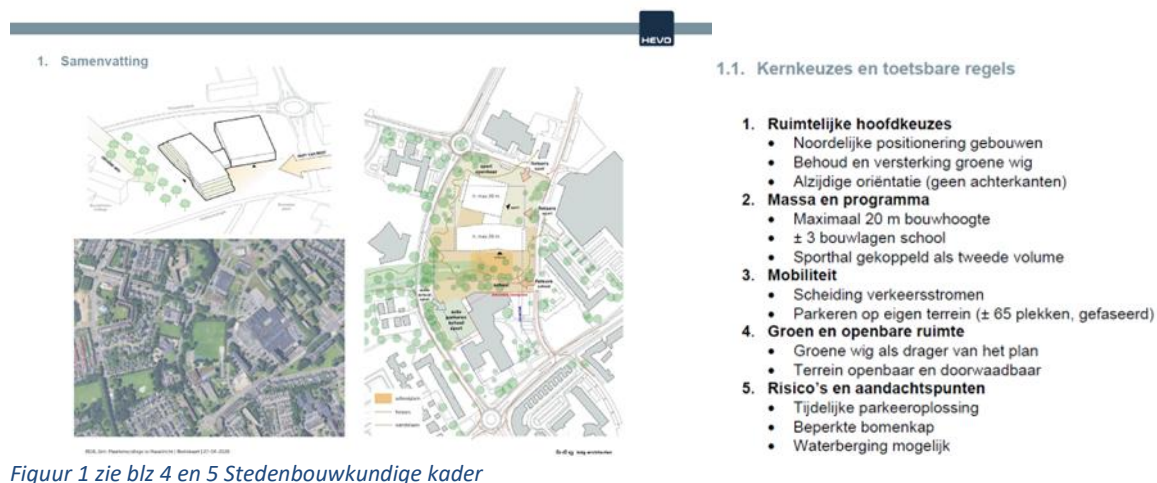 HEVO
1. Samenvatting
h. max 20 m.
h. max 20 m.
1.1. Kernkeuzes en toetsbare regels
1. Ruimtelijke hoofdkeuzes
• Noordelijke positionering gebouwen
• Behoud en versterking groene wig
• Alzijdige oriëntatie (geen achterkanten)
2. Massa en programma
• Maximaal 20 m bouwhoogte
• ± 3 bouwlagen school
• Sporthal gekoppeld als tweede volume
3. Mobiliteit
• Scheiding verkeersstromen
• Parkeren op eigen terrein (± 65 plekken, gefaseerd)
4. Groen en openbare ruimte
• Groene wig als drager van het plan
• Terrein openbaar en doorwaadbaar
5. Risico's en aandachtspunten
• Tijdelijke parkeeroplossing
• Beperkte bomenkap
• Waterberging mogelijk
Figuur 1 zie blz 4 en 5 Stedenbouwkundige kader